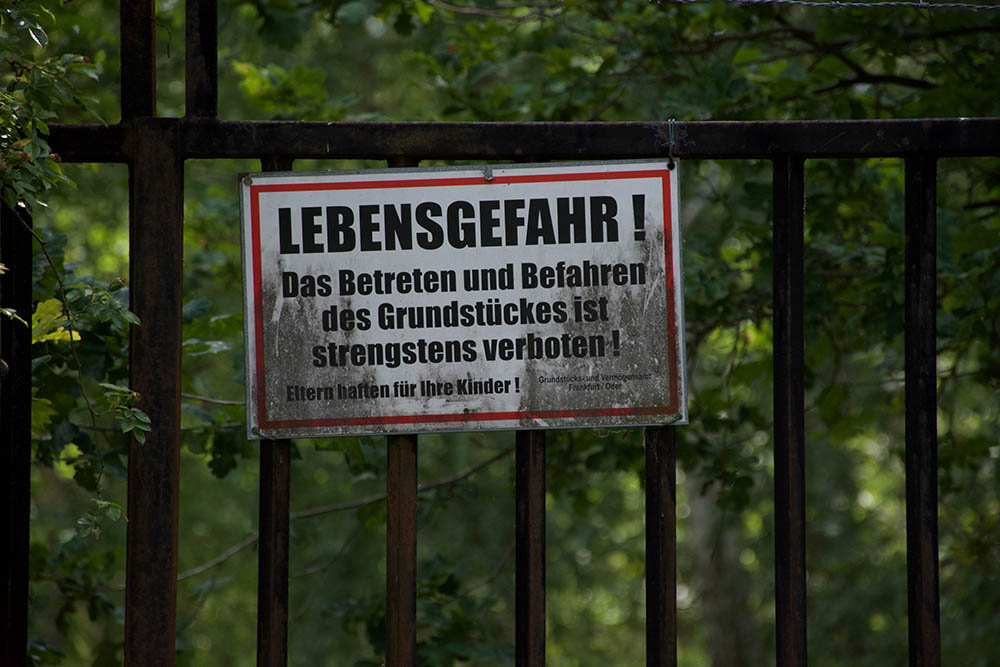 LEBENSGEFAHR !
Das Betreten und Befahren
des Grundstückes ist
strengstens verboten !
Eltern haften für Ihre Kinder !
Grundstücks- und Vermögensamt
Frankfurt / Oder